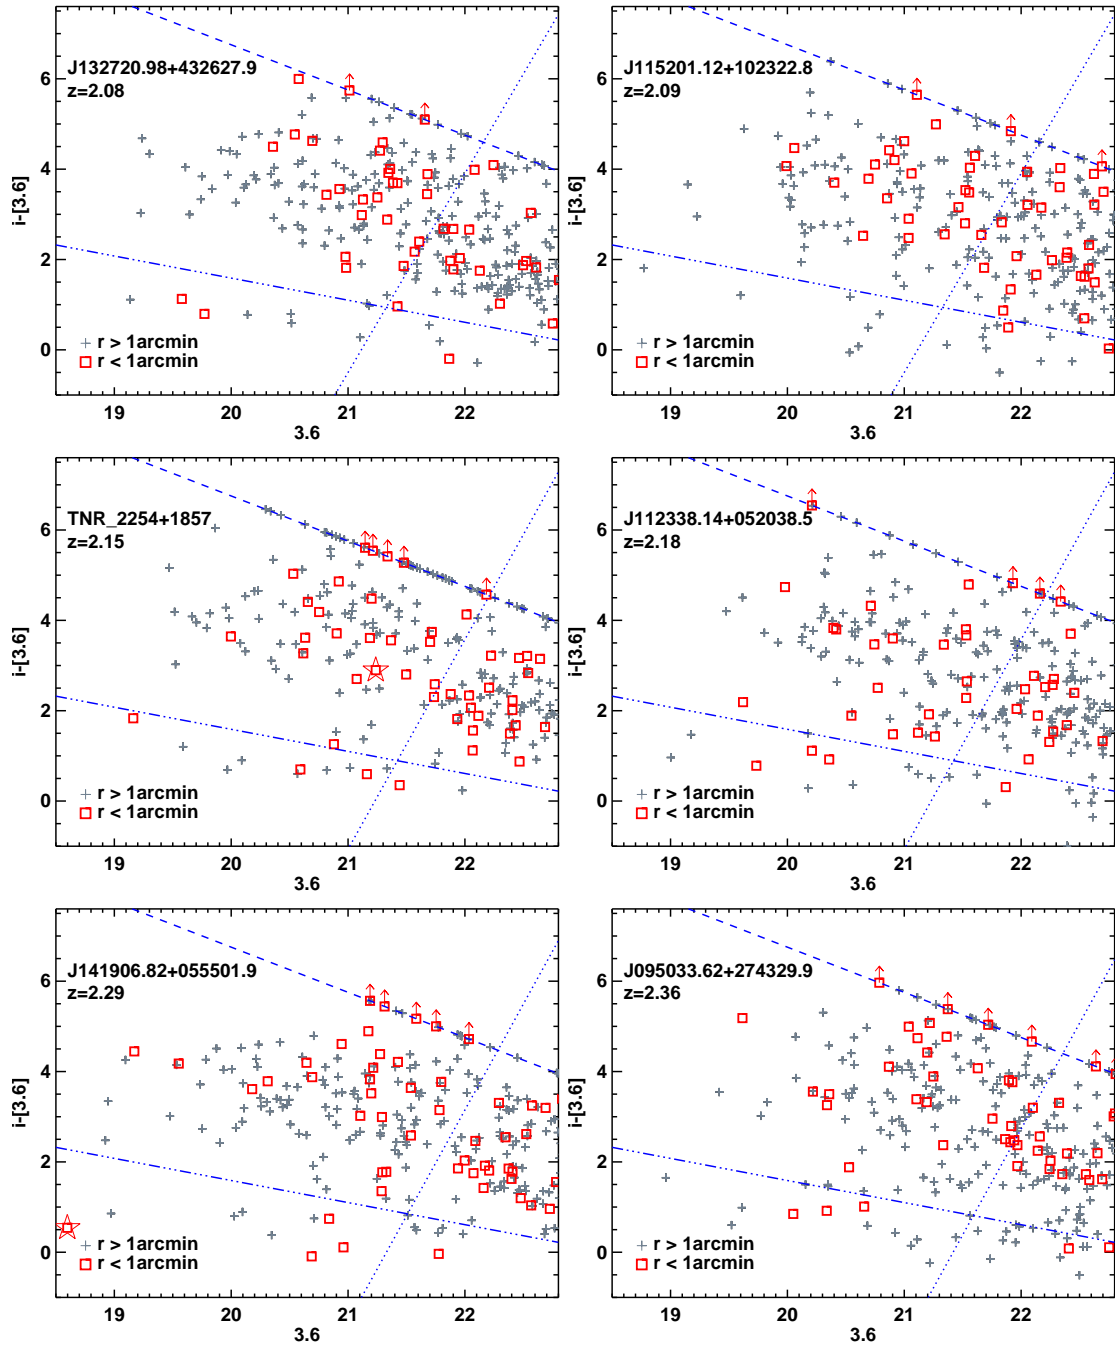 J132720.98+432627.9
z=2.08
i-[3.6]
6
4
2
0
+ r > 1arcmin
□ r < 1arcmin
19 20 21 22
3.6
J115201.12+102322.8
z=2.09
i-[3.6]
6
4
2
0
+ r > 1arcmin
□ r < 1arcmin
19 20 21 22
3.6
TNR_2254+1857
z=2.15
i-[3.6]
6
4
2
0
+ r > 1arcmin
□ r < 1arcmin
19 20 21 22
3.6
J112338.14+052038.5
z=2.18
i-[3.6]
6
4
2
0
+ r > 1arcmin
□ r < 1arcmin
19 20 21 22
3.6
J141906.82+055501.9
z=2.29
i-[3.6]
6
4
2
0
+ r > 1arcmin
□ r < 1arcmin
19 20 21 22
3.6
J095033.62+274329.9
z=2.36
i-[3.6]
6
4
2
0
+ r > 1arcmin
□ r < 1arcmin
19 20 21 22
3.6